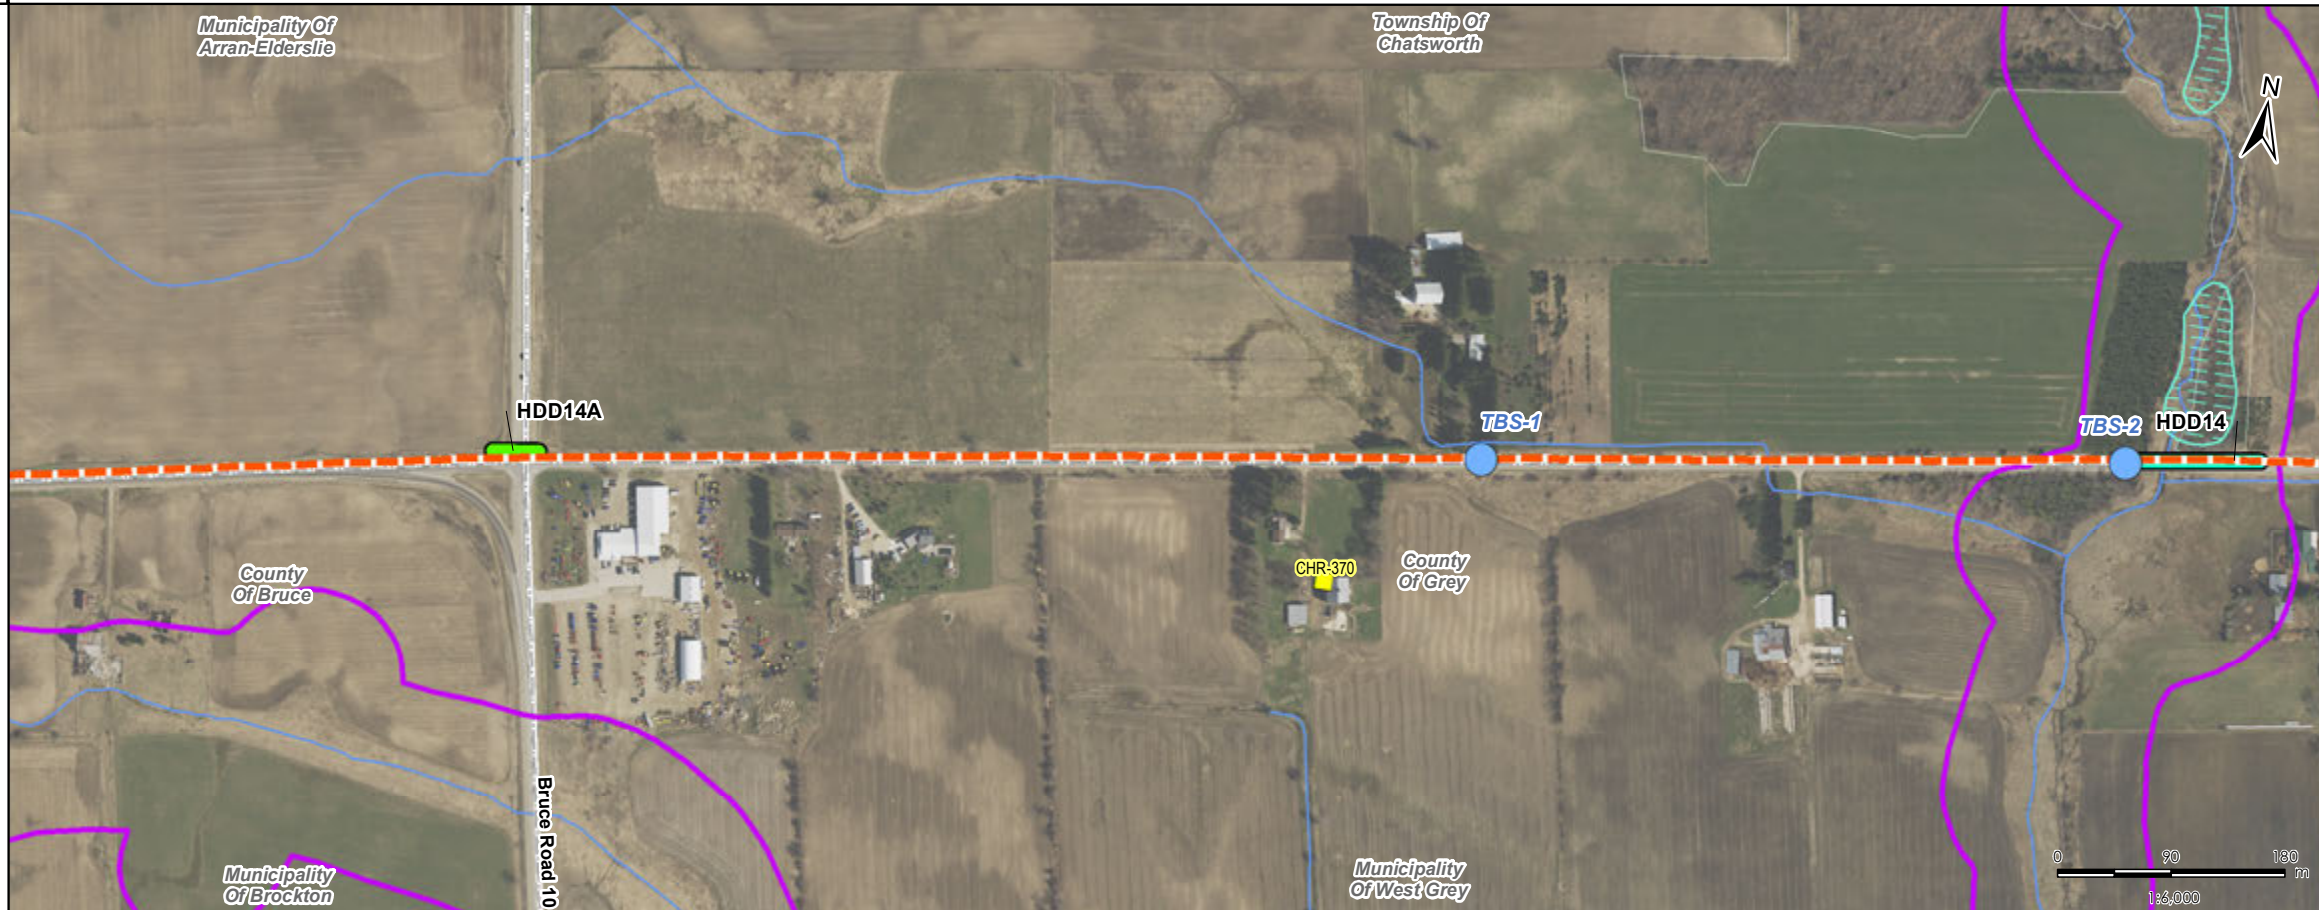 Municipality Of
Arran-Elderslie
Township Of
Chatsworth
N
HDD14A
TBS-1
TBS-2
HDD14
County
Of Bruce
CHR-370
County
Of Grey
Bruce Road 10
Municipality
Of Brockton
Municipality
Of West Grey
0 90 180
m
1:6,000